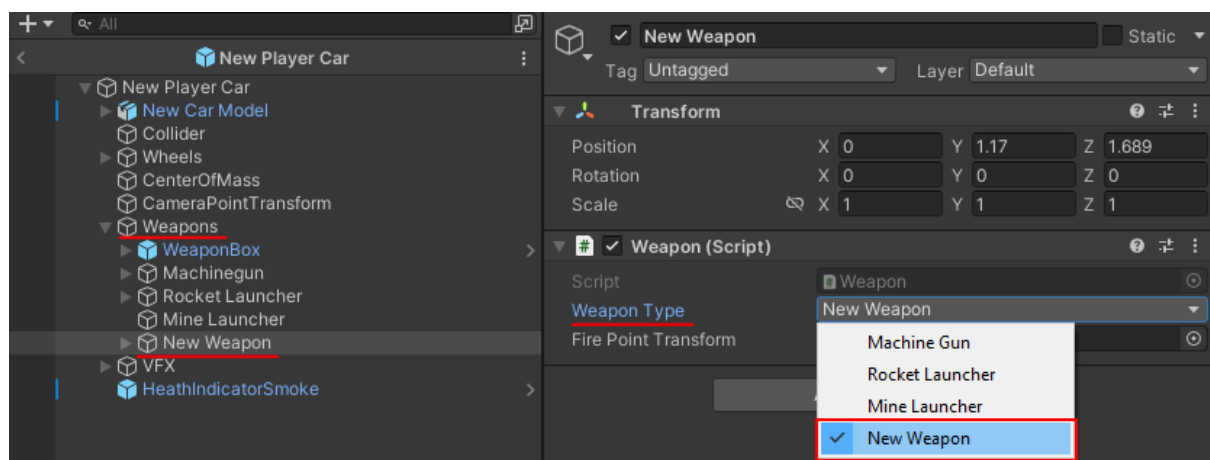 All
New Player Car
New Player Car
New Car Model
Collider
Wheels
CenterOfMass
CameraPointTransform
Weapons
WeaponBox
Machinegun
Rocket Launcher
Mine Launcher
New Weapon
VFX
HeathIndicatorSmoke
New Weapon
Static
Tag Untagged
Layer Default
Transform
Position X 0 Y 1.17 Z 1.689
Rotation X 0 Y 0 Z 0
Scale X 1 Y 1 Z 1
# Weapon (Script)
Script Weapon
Weapon Type New Weapon
Fire Point Transform
Machine Gun
Rocket Launcher
Mine Launcher
New Weapon